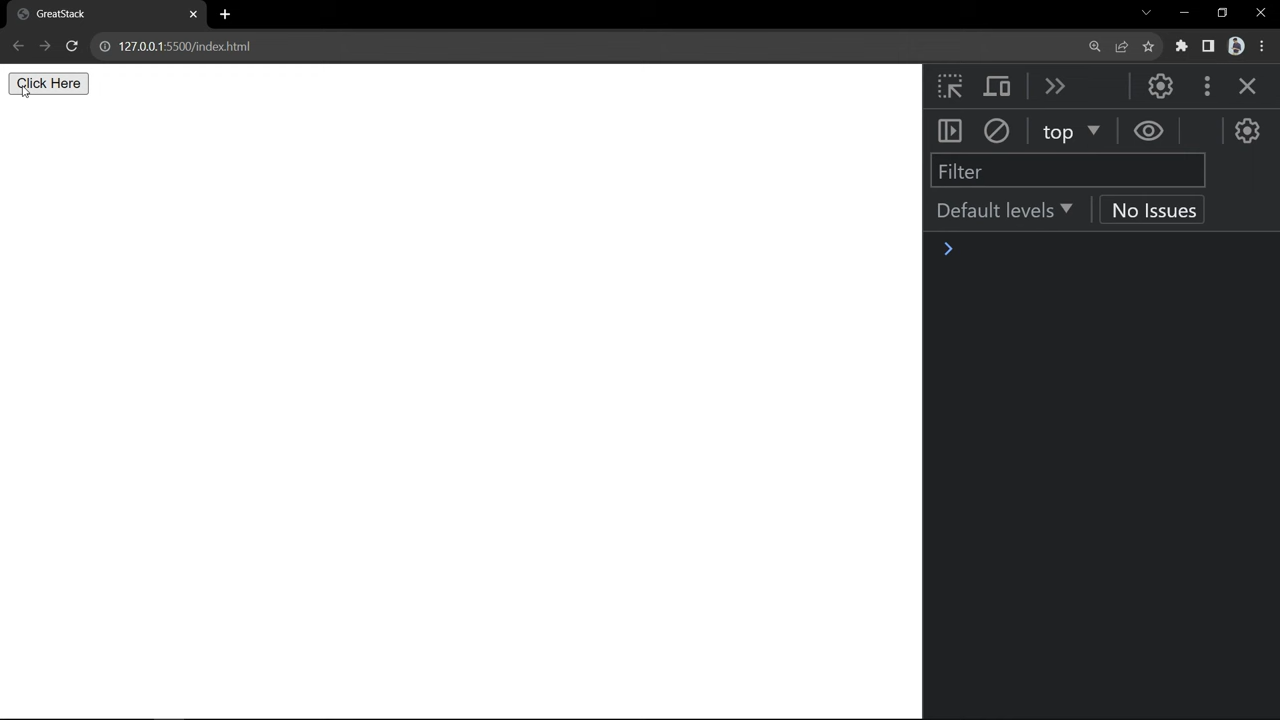 GreatStack
127.0.0.1:5500/index.html
Click Here
top
Filter
Default levels
No Issues